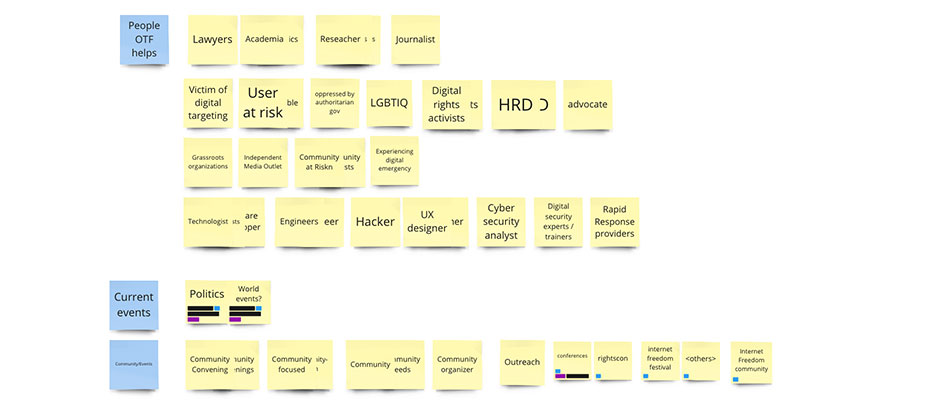 People
OTF
helps
Lawyers
Academia ics
Reseacher s s
Journalist
Victim of
digital
targeting
User
at risk
ble
oppressed by
authoritarian
gov
LGBTIQ
Digital
rights
activists
ts
HRD
advocate
Grassroots
organizations
Independent
Media Outlet
Community
at Riskn
unity
sts
Experiencing
digital
emergency
Technologist sts
are
oper
Engineers eer
Hacker
UX
designer
ner
Cyber
security
analyst
Digital
security
experts /
trainers
Rapid
Response
providers
Current
events
Politics
World
events?
Community/Events
Community
Convening
unity
nings
Community
focused
ity-
Community
munity
eeds
Community
organizer
Outreach
conferences
rightscon
internet
freedom
festival
<others>
Internet
Freedom
community